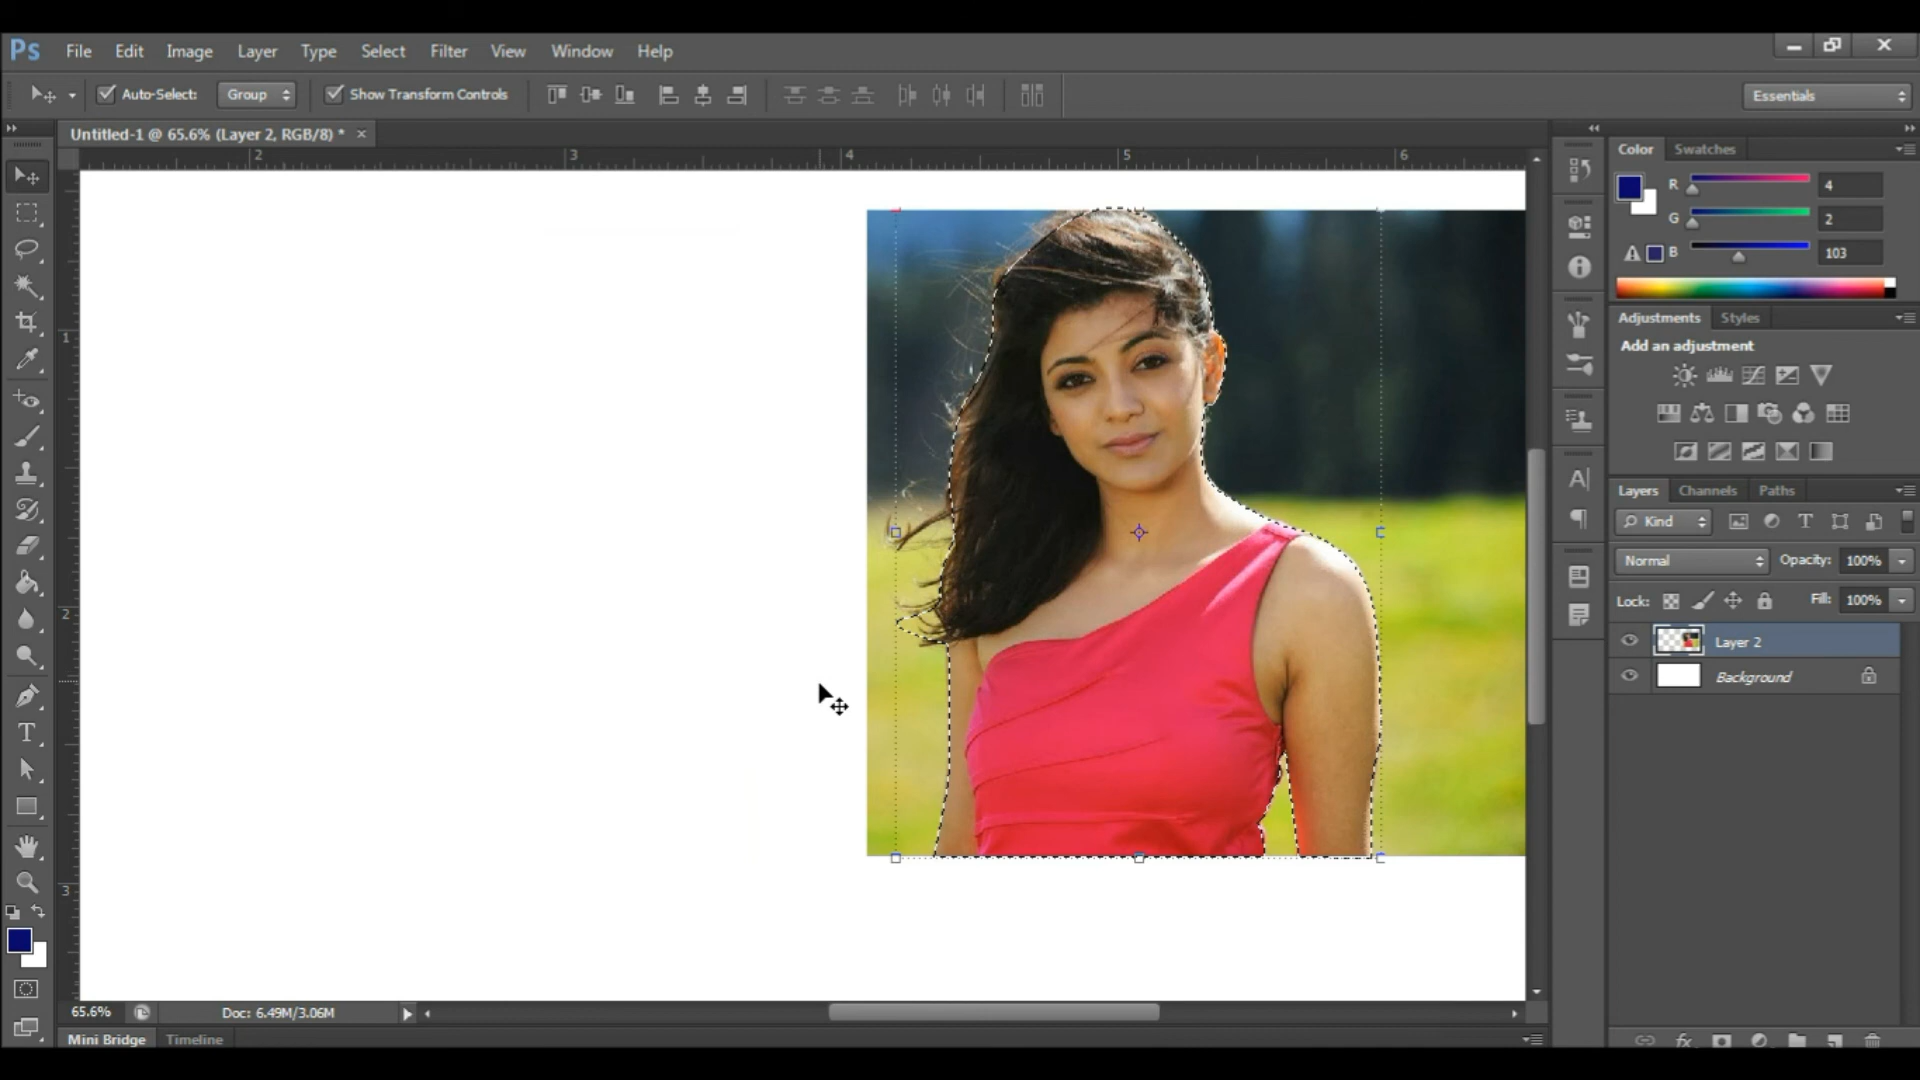 Ps File Edit Image Layer Type Select Filter View Window Help
Auto-Select: Group Show Transform Controls Essentials
Untitled-1 @ 65.6% (Layer 2, RGB/8) * ×
2 3 4 5 6
1
2
3
Color Swatches
R 4
G 2
B 103
Adjustments Styles
Add an adjustment
Layers Channels Paths
Kind
Normal Opacity: 100%
Lock: Fill: 100%
Layer 2
Background
65.6% Doc: 6.49M/3.06M
Mini Bridge Timeline